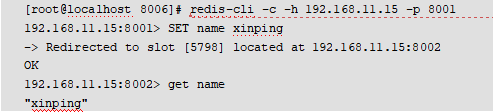 [root@localhost 8006]# redis-cli -c -h 192.168.11.15 -p 8001
192.168.11.15:8001> SET name xinping
-> Redirected to slot [5798] located at 192.168.11.15:8002
OK
192.168.11.15:8002> get name
"xinping"